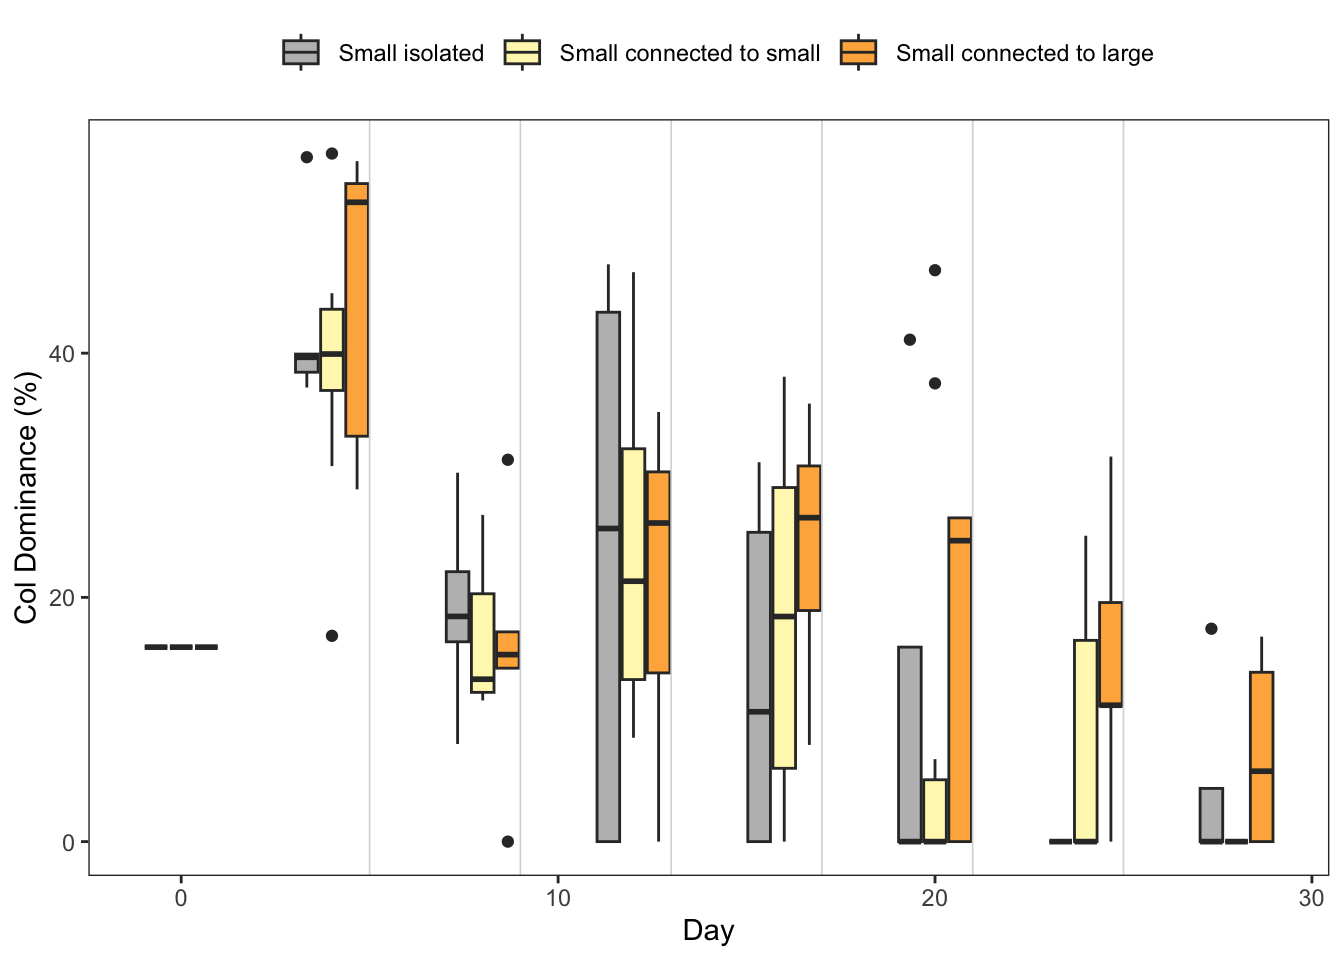 Small isolated Small connected to small Small connected to large
Col Dominance (%)
40
20
0
0 10 20 30
Day